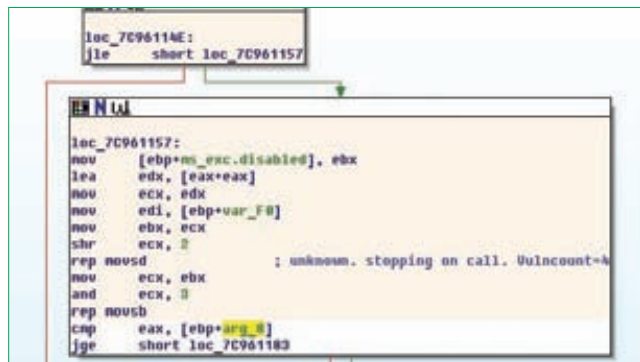 loc_7C96114E:
jle short loc_7C961157
loc_7C961157:
mov [ebp+ms_exc.disabled], ebx
lea edx, [eax+eax]
mov ecx, edx
mov edi, [ebp+var_F0]
mov ebx, ecx
shr ecx, 2
rep movsd ; unknown. stopping on call. Vulncount=4
mov ecx, ebx
and ecx, 3
rep movsb
cmp eax, [ebp+arg_8]
jge short loc_7C961183